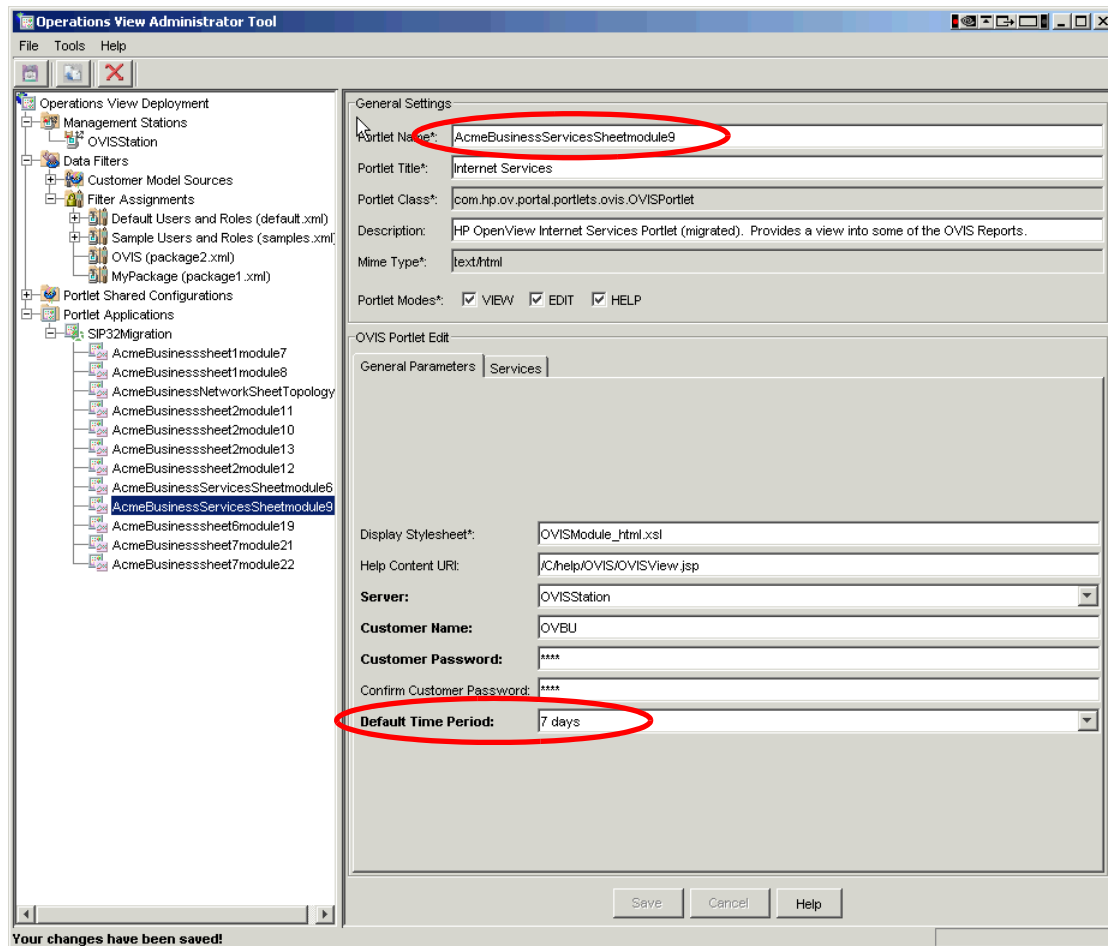 Operations View Administrator Tool
File Tools Help
Operations View Deployment
Management Stations
OVISStation
Data Filters
Customer Model Sources
Filter Assignments
Default Users and Roles (default.xml)
Sample Users and Roles (samples.xml
OVIS (package2.xml)
MyPackage (package1.xml)
Portlet Shared Configurations
Portlet Applications
SIP32Migration
AcmeBusinesssheet1module7
AcmeBusinesssheet1module8
AcmeBusinessNetworkSheetTopology
AcmeBusinesssheet2module11
AcmeBusinesssheet2module10
AcmeBusinesssheet2module13
AcmeBusinesssheet2module12
AcmeBusinessServicesSheetmodule6
AcmeBusinessServicesSheetmodule9
AcmeBusinesssheet6module19
AcmeBusinesssheet7module21
AcmeBusinesssheet7module22
General Settings
Portlet Name*: AcmeBusinessServicesSheetmodule9
Portlet Title*: Internet Services
Portlet Class*: com.hp.ov.portal.portlets.ovis.OVISPortlet
Description: HP OpenView Internet Services Portlet (migrated). Provides a view into some of the OVIS Reports.
Mime Type*: text/html
Portlet Modes*: VIEW EDIT HELP
OVIS Portlet Edit
General Parameters Services
Display Stylesheet*: OVISModule_html.xsl
Help Content URI: /C/help/OVIS/OVISView.jsp
Server: OVISStation
Customer Name: OVBU
Customer Password: ****
Confirm Customer Password: ****
Default Time Period: 7 days
Save Cancel Help
Your changes have been saved!